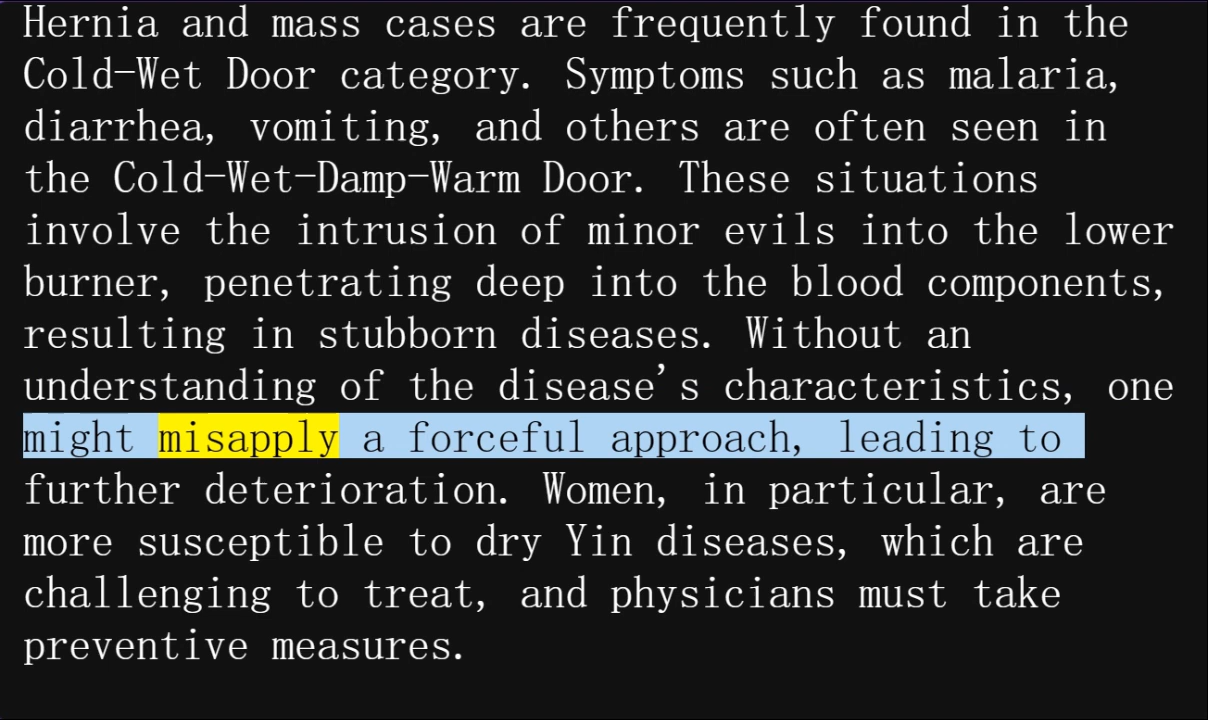 Hernia and mass cases are frequently found in the
Cold-Wet Door category. Symptoms such as malaria,
diarrhea, vomiting, and others are often seen in
the Cold-Wet-Damp-Warm Door. These situations
involve the intrusion of minor evils into the lower
burner, penetrating deep into the blood components,
resulting in stubborn diseases. Without an
understanding of the disease's characteristics, one
might misapply a forceful approach, leading to
further deterioration. Women, in particular, are
more susceptible to dry Yin diseases, which are
challenging to treat, and physicians must take
preventive measures.